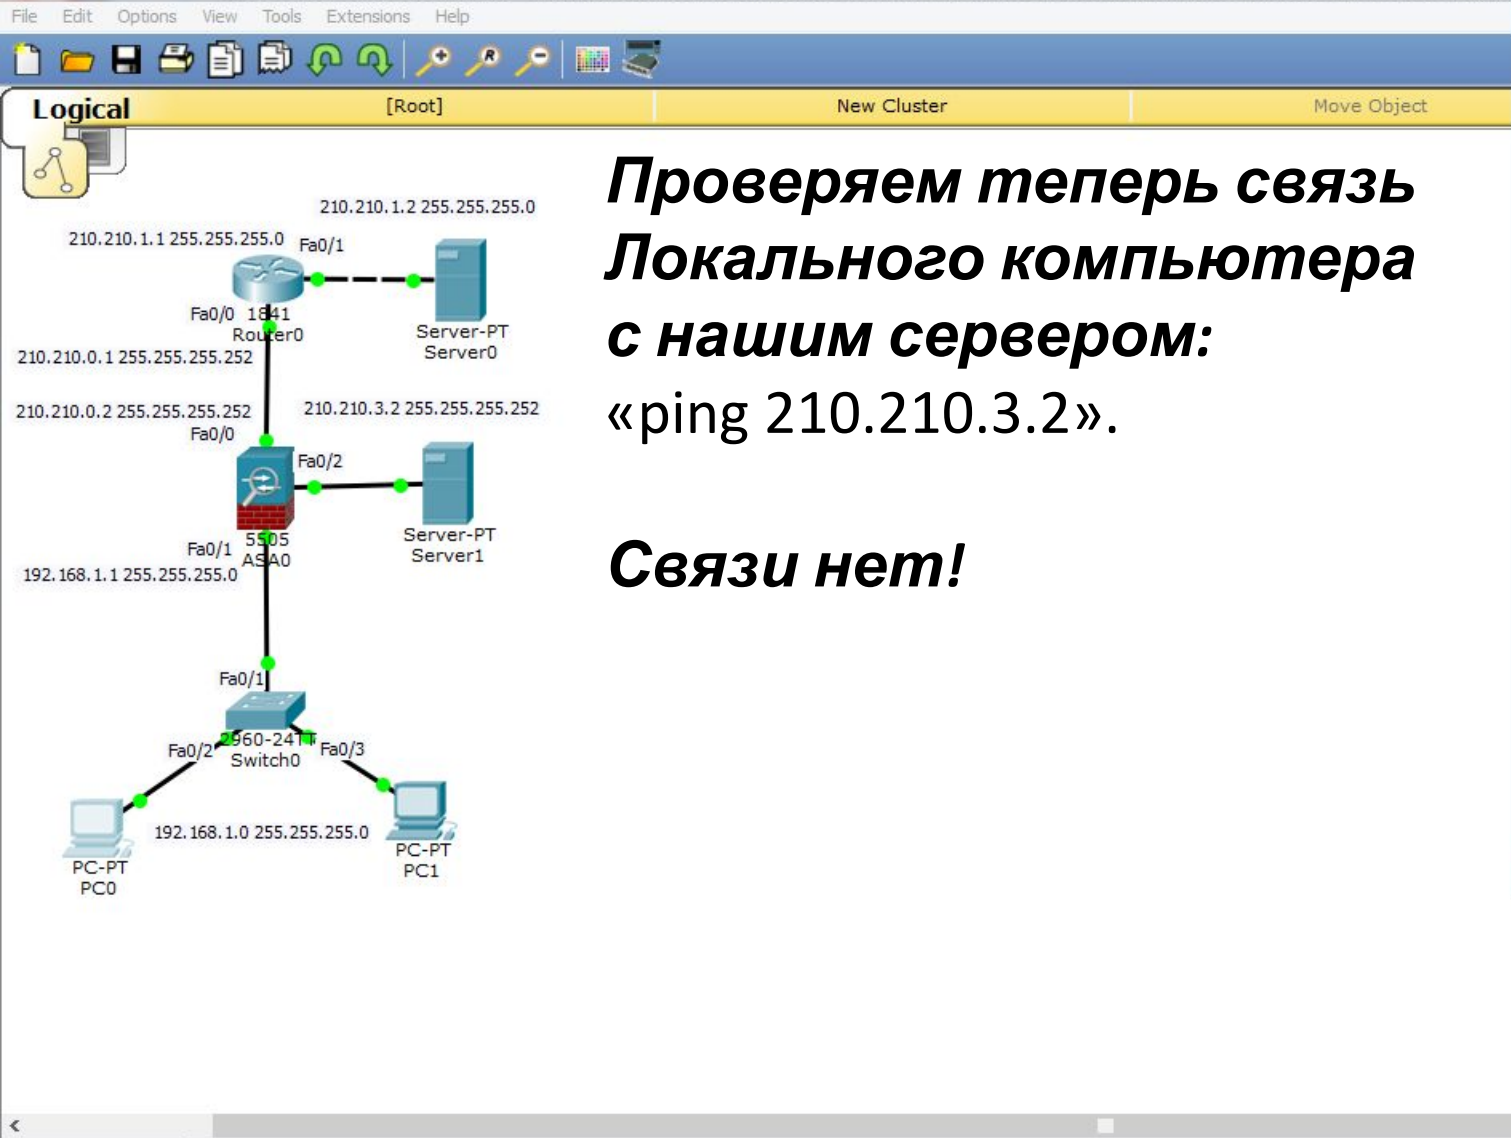 File Edit Options View Tools Extensions Help
Logical [Root] New Cluster Move Object
Проверяем теперь связь
Локального компьютера
с нашим сервером:
«ping 210.210.3.2».
Связи нет!
210.210.1.2 255.255.255.0
210.210.1.1 255.255.255.0
Fa0/1
Fa0/0 1841
Router0
Server-PT
Server0
210.210.0.1 255.255.255.252
210.210.0.2 255.255.255.252
210.210.3.2 255.255.255.252
Fa0/0
Fa0/2
Server-PT
Server1
5505
ASA0
Fa0/1
192.168.1.1 255.255.255.0
Fa0/1
Fa0/2
2960-24TT
Switch0
Fa0/3
192.168.1.0 255.255.255.0
PC-PT
PC0
PC-PT
PC1